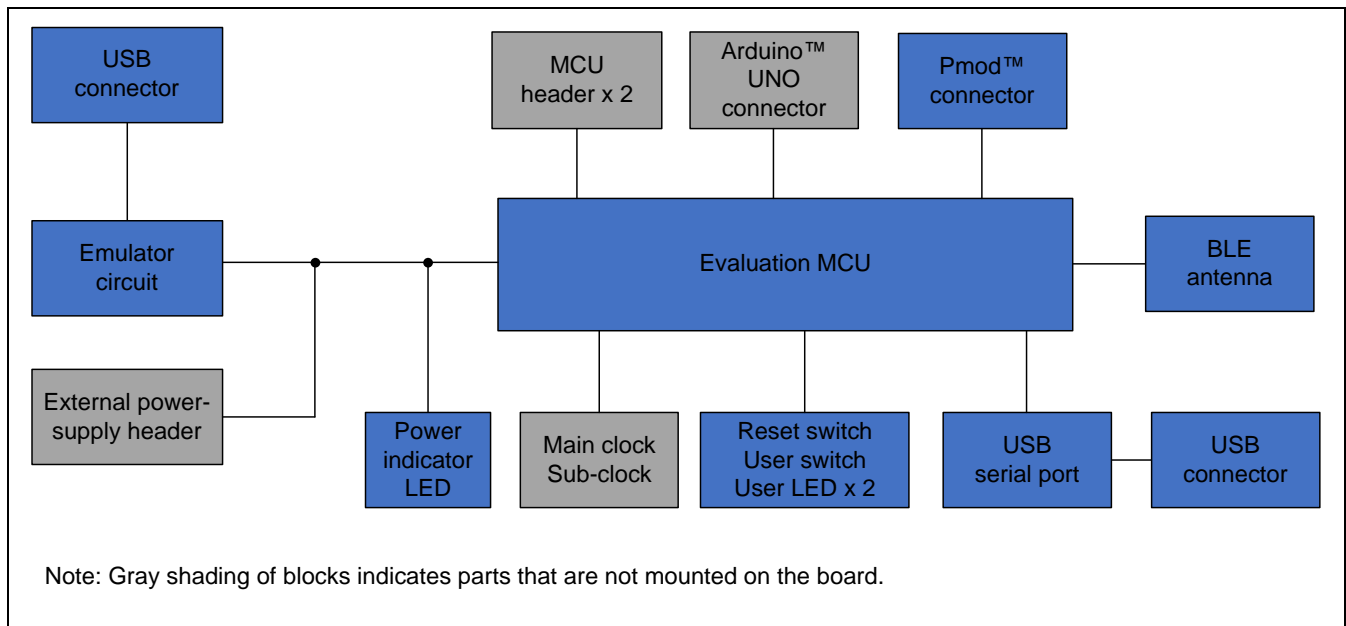 USB
connector
MCU
header x 2
Arduino™
UNO
connector
Pmod™
connector
Emulator
circuit
Evaluation MCU
BLE
antenna
External power-
supply header
Power
indicator
LED
Main clock
Sub-clock
Reset switch
User switch
User LED x 2
USB
serial port
USB
connector
Note: Gray shading of blocks indicates parts that are not mounted on the board.